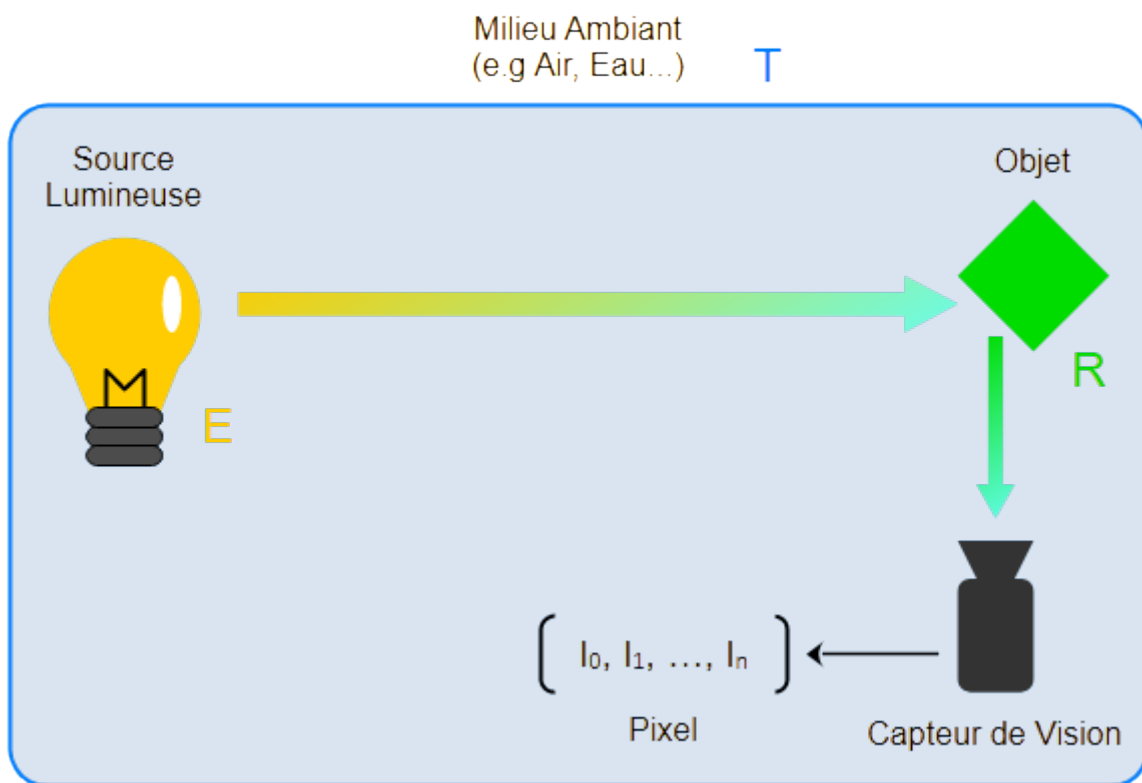 Milieu Ambiant
(e.g Air, Eau...)
T
Source
Lumineuse
Objet
E
R
I₀, I₁, ..., Iₙ
Pixel
Capteur de Vision